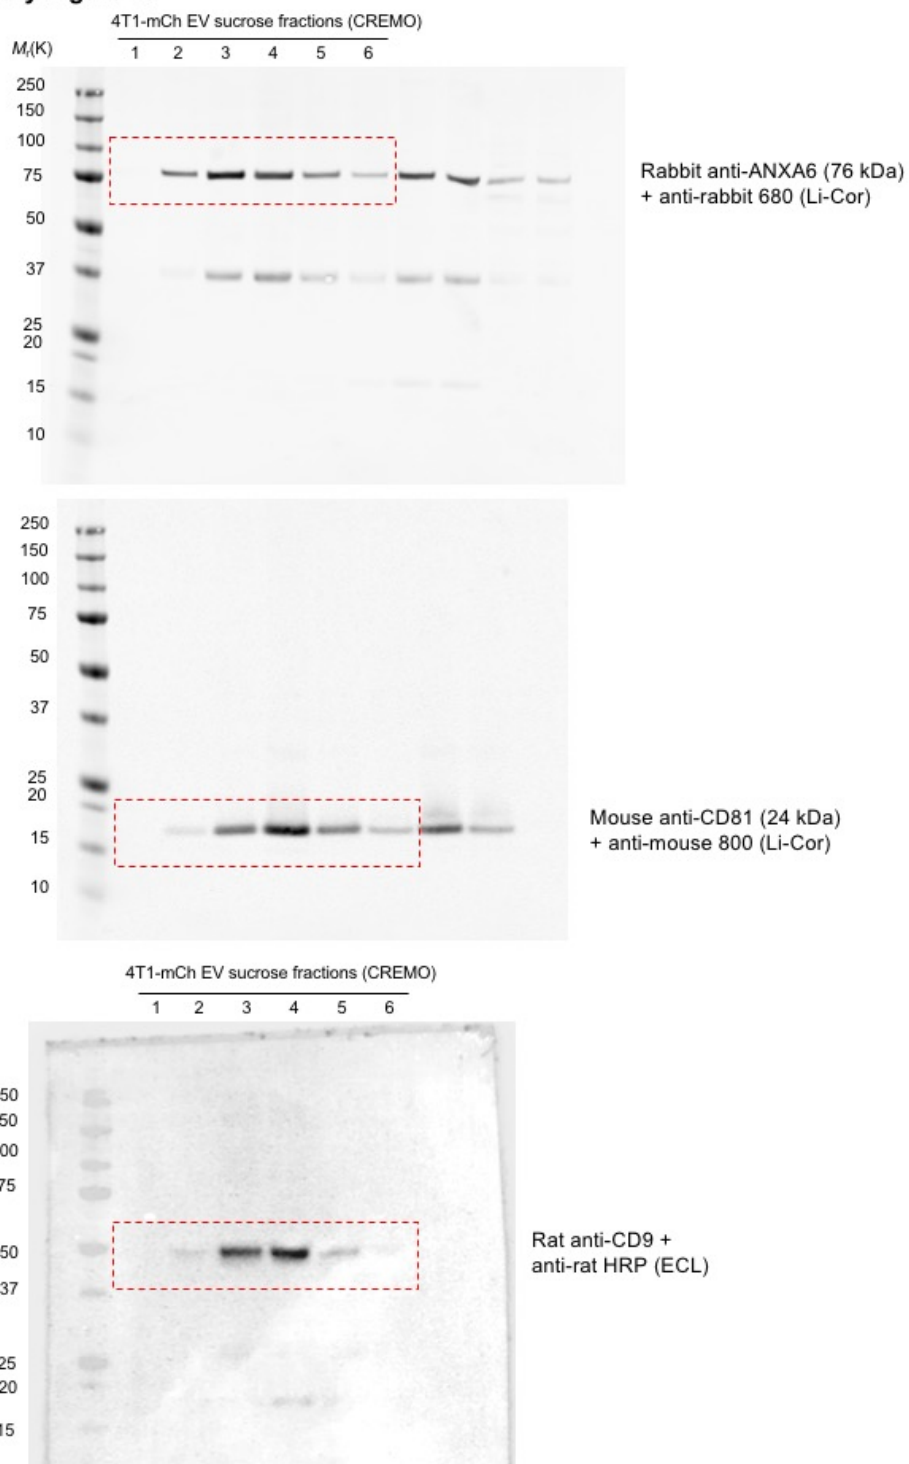 4T1-mCh EV sucrose fractions (CREMO)
Mr(K)
1 2 3 4 5 6
250
150
100
75
50
37
25
20
15
10
Rabbit anti-ANXA6 (76 kDa)
+ anti-rabbit 680 (Li-Cor)
250
150
100
75
50
37
25
20
15
10
Mouse anti-CD81 (24 kDa)
+ anti-mouse 800 (Li-Cor)
4T1-mCh EV sucrose fractions (CREMO)
1 2 3 4 5 6
50
50
00
75
50
37
25
20
15
Rat anti-CD9 +
anti-rat HRP (ECL)